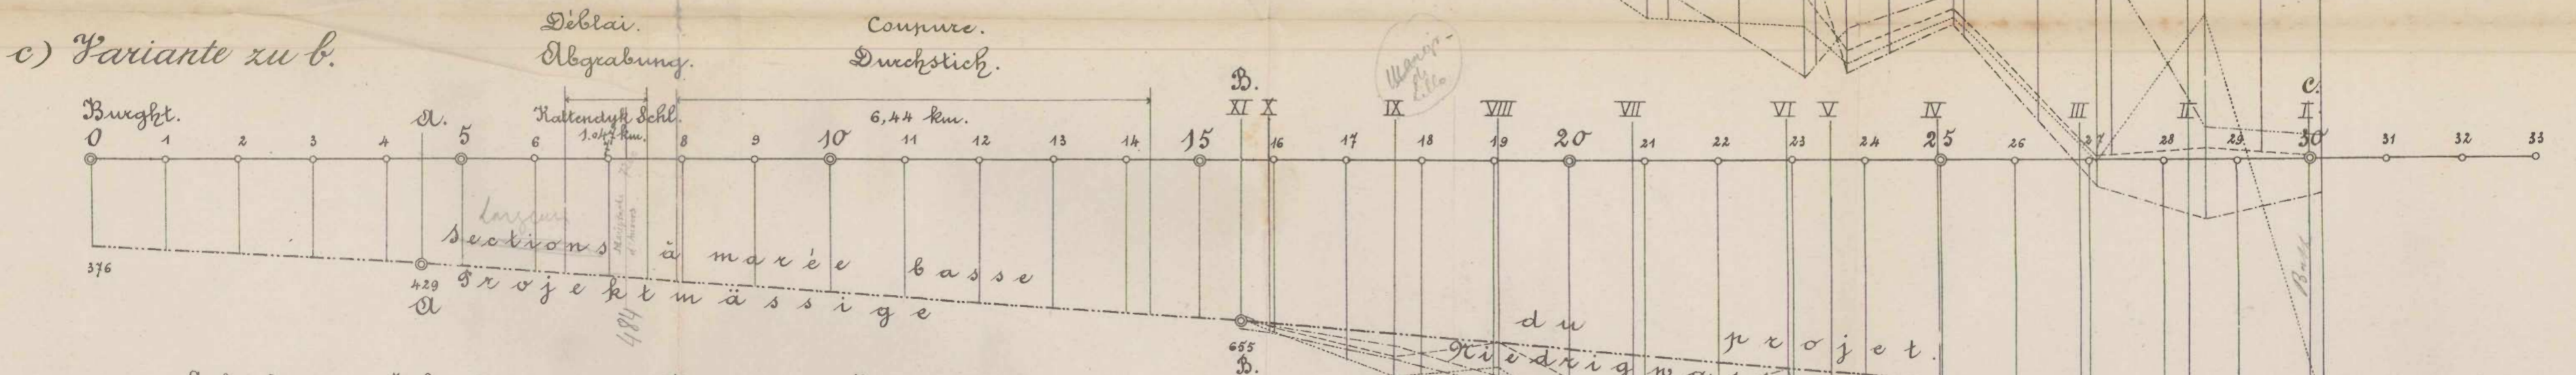 c) Variante zu b.
Déblai.
Abgrabung.
Coupure.
Durchstich.
Burght.
A.
Kattendyk Schl.
1.047 km.
6,44 km.
B.
C.
XI X IX VIII VII VI V IV III II I
0 1 2 3 4 5 6 7 8 9 10 11 12 13 14 15 16 17 18 19 20 21 22 23 24 25 26 27 28 29 30 31 32 33
sections à marée basse du projet.
Projektmässige
376
429
A
484
655
B.